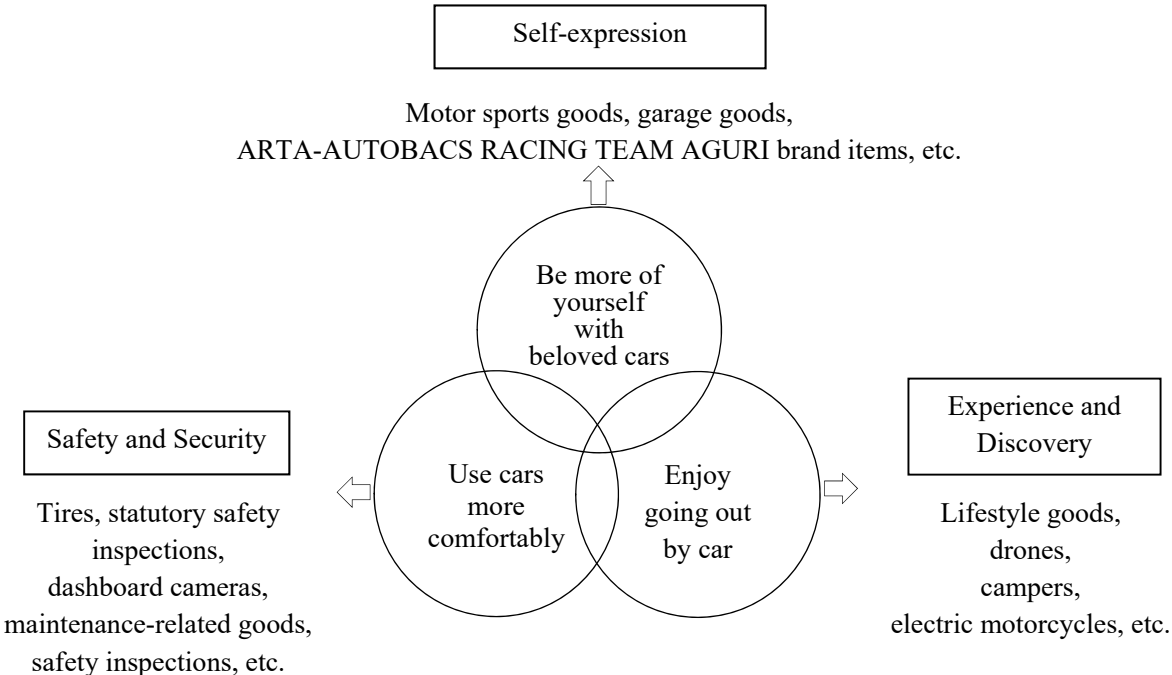 Self-expression
Motor sports goods, garage goods,
ARTA-AUTOBACS RACING TEAM AGURI brand items, etc.
Be more of
yourself
with
beloved cars
Safety and Security
Tires, statutory safety
inspections,
dashboard cameras,
maintenance-related goods,
safety inspections, etc.
Use cars
more
comfortably
Enjoy
going out
by car
Experience and
Discovery
Lifestyle goods,
drones,
campers,
electric motorcycles, etc.